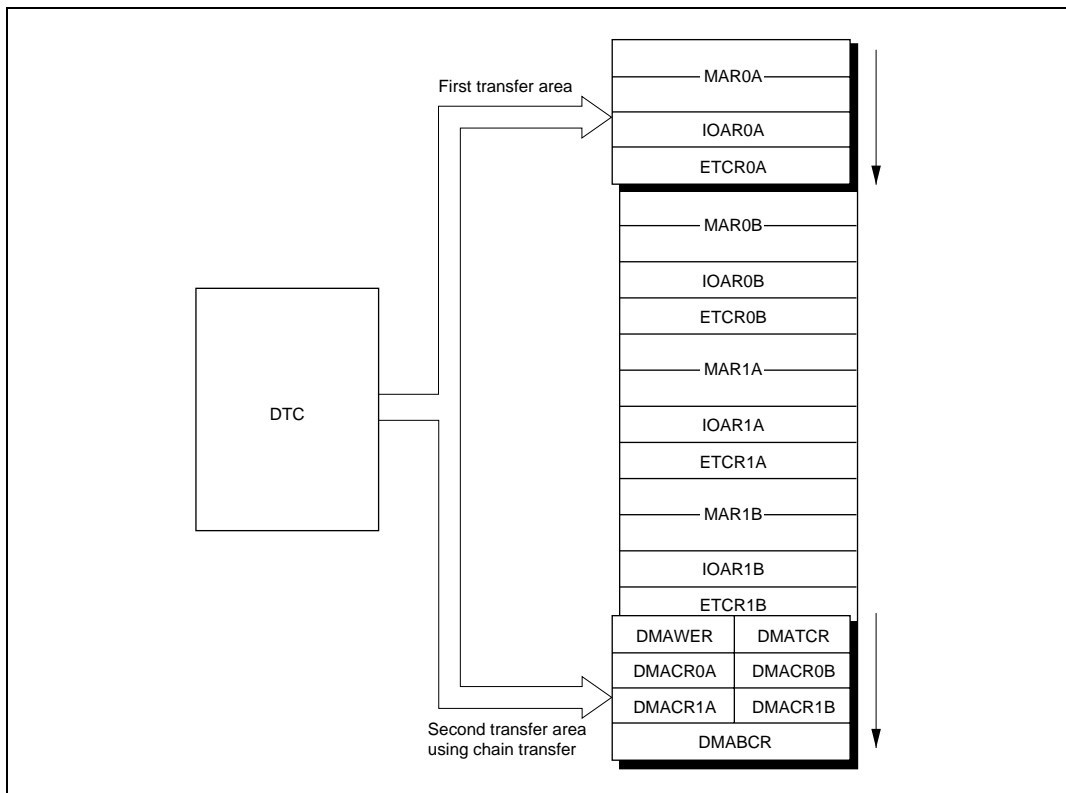 First transfer area
MAR0A
IOAR0A
ETCR0A
MAR0B
IOAR0B
ETCR0B
MAR1A
IOAR1A
ETCR1A
MAR1B
IOAR1B
ETCR1B
DTC
DMAWER DMATCR
DMACR0A DMACR0B
DMACR1A DMACR1B
DMABCR
Second transfer area
using chain transfer